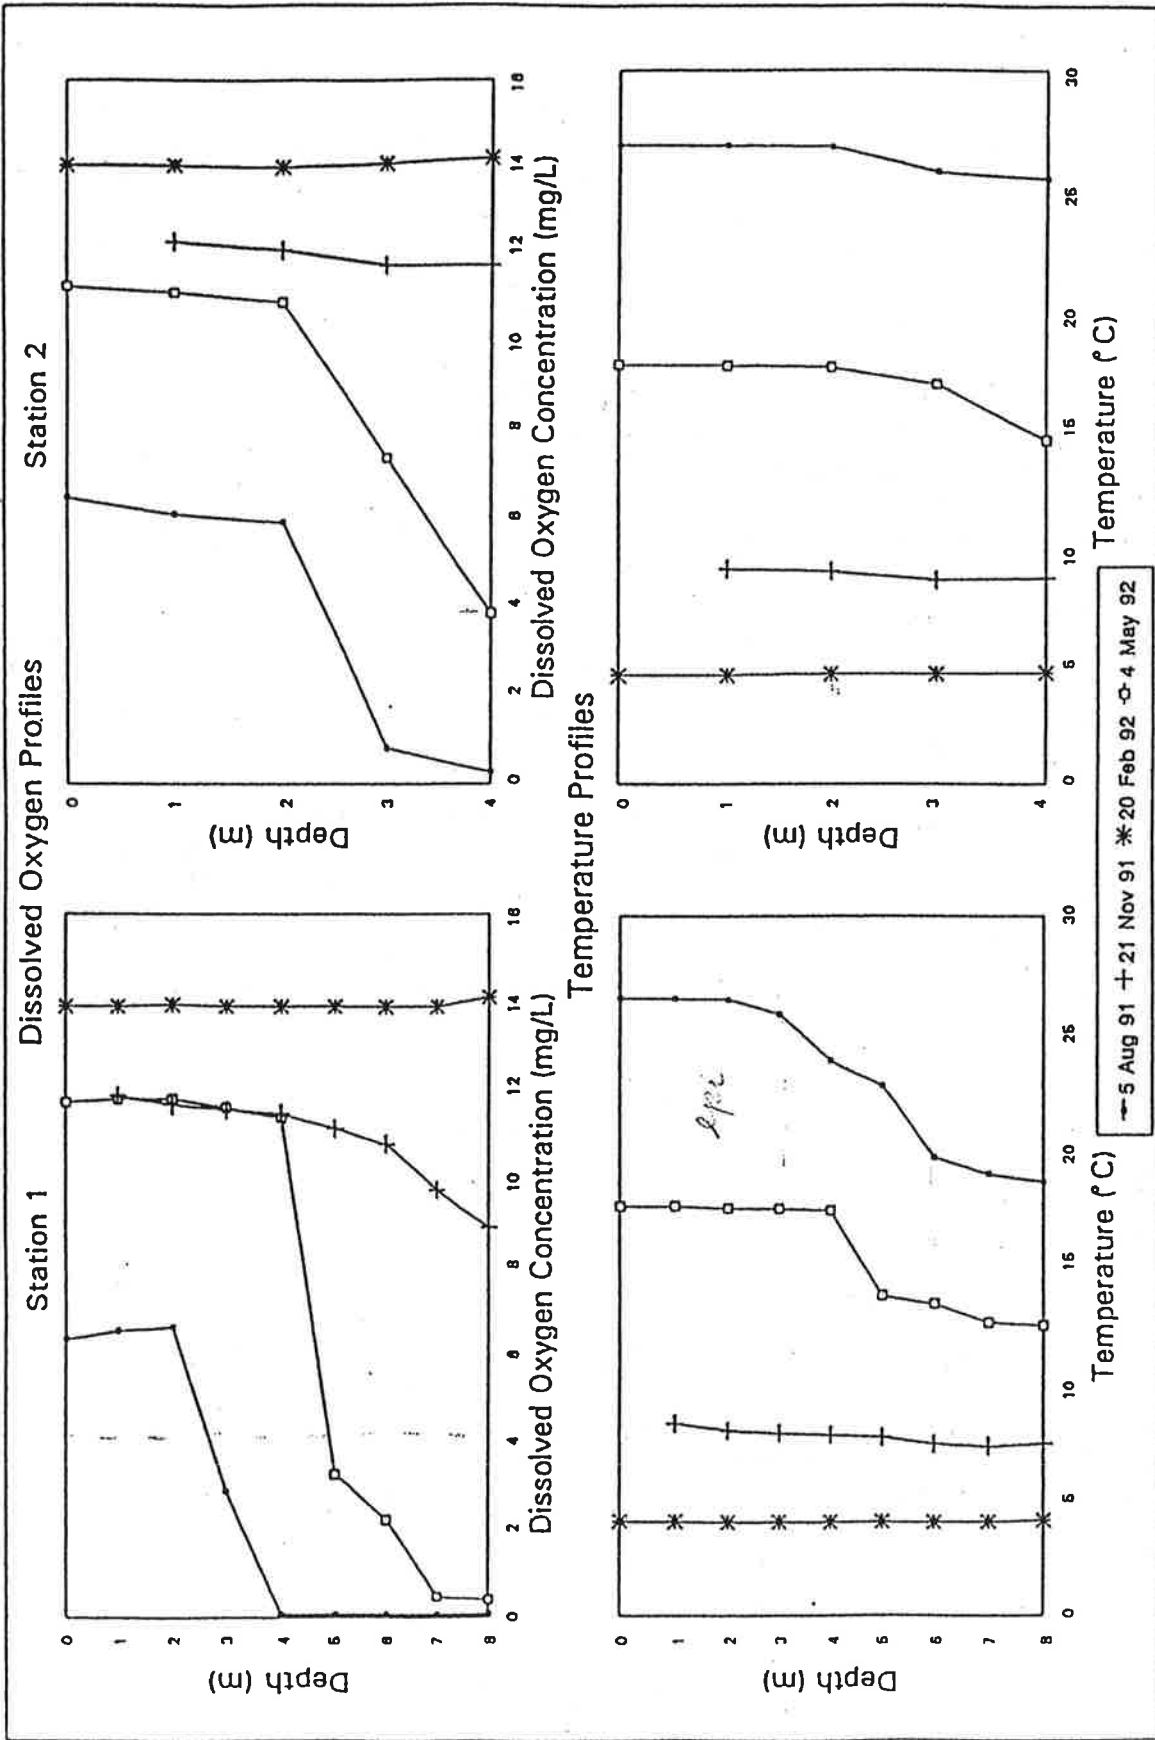 Dissolved Oxygen Profiles
Station 1
Station 2
Depth (m)
0
1
2
3
4
5
6
7
8
0 2 4 6 8 10 12 14 16
Dissolved Oxygen Concentration (mg/L)
Depth (m)
0
1
2
3
4
0 2 4 6 8 10 12 14 16
Dissolved Oxygen Concentration (mg/L)
Temperature Profiles
Depth (m)
0
1
2
3
4
5
6
7
8
epi
0 5 10 15 20 25 30
Temperature (°C)
Depth (m)
0
1
2
3
4
0 5 10 15 20 25 30
Temperature (°C)
5 Aug 91 21 Nov 91 20 Feb 92 4 May 92